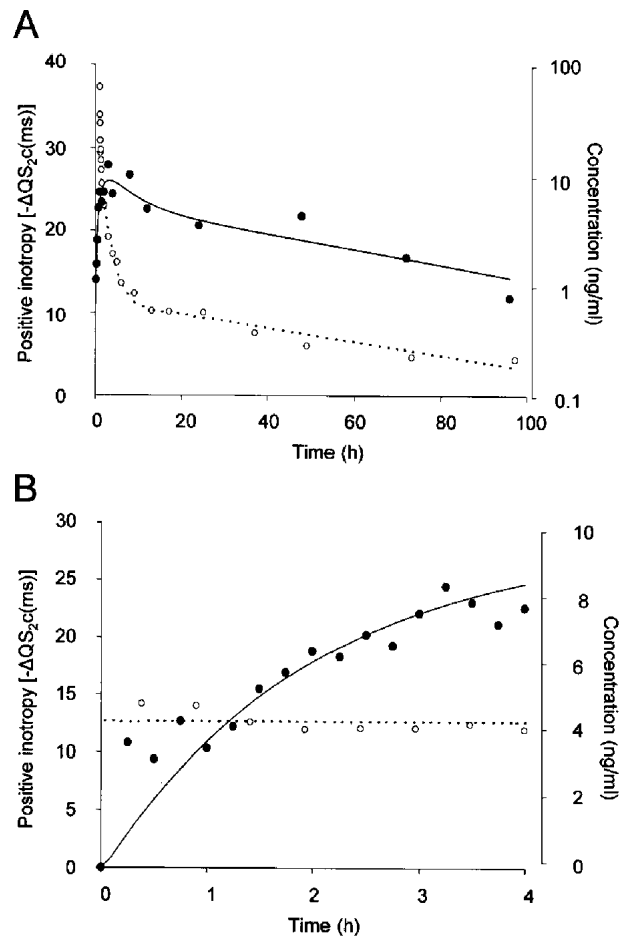 A
Positive inotropy [-ΔQS₂c(ms)]
40
30
20
10
0
0 20 40 60 80 100
Time (h)
100
10
1
0.1
Concentration (ng/ml)
B
Positive inotropy [-ΔQS₂c(ms)]
30
25
20
15
10
5
0
0 1 2 3 4
Time (h)
10
8
6
4
2
0
Concentration (ng/ml)